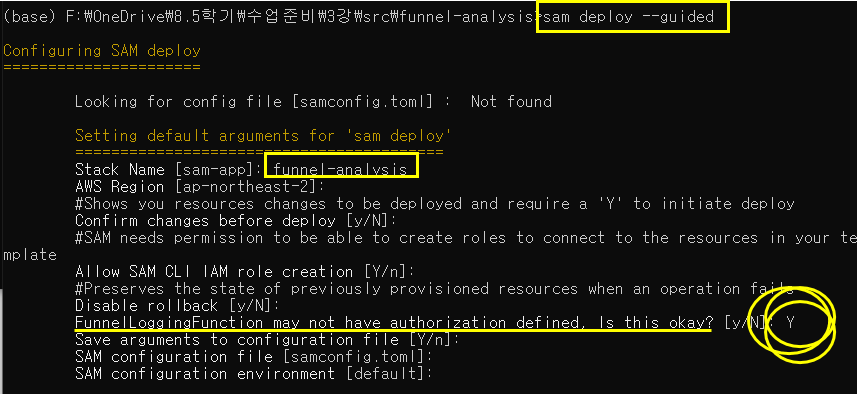 (base) F:\OneDrive\8.5학기\수업준비\3강\src\funnel-analysis>sam deploy --guided
Configuring SAM deploy
======================
Looking for config file [samconfig.toml] :  Not found
Setting default arguments for 'sam deploy'
=========================================
Stack Name [sam-app]: funnel-analysis
AWS Region [ap-northeast-2]:
#Shows you resources changes to be deployed and require a 'Y' to initiate deploy
Confirm changes before deploy [y/N]:
#SAM needs permission to be able to create roles to connect to the resources in your te
mplate
Allow SAM CLI IAM role creation [Y/n]:
#Preserves the state of previously provisioned resources when an operation fails
Disable rollback [y/N]:
FunnelLoggingFunction may not have authorization defined, Is this okay? [y/N]: Y
Save arguments to configuration file [Y/n]:
SAM configuration file [samconfig.toml]:
SAM configuration environment [default]: